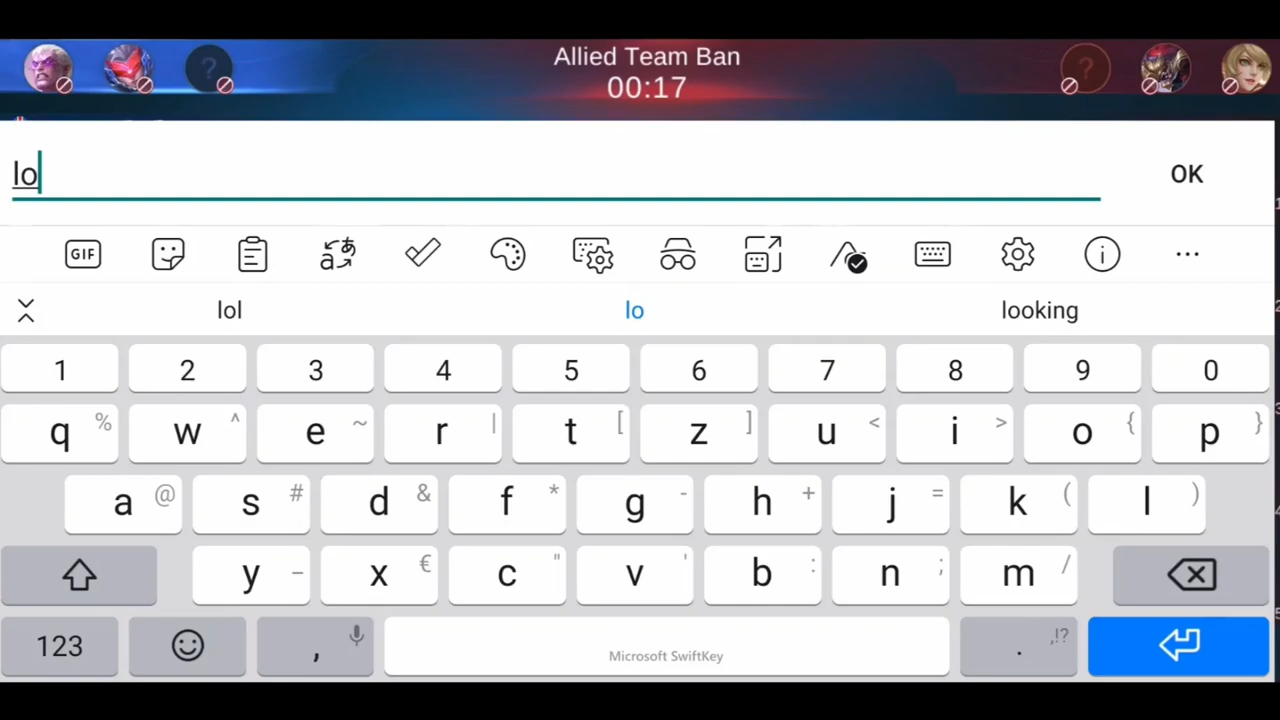 ? ?
Allied Team Ban
00:17
lo
OK
GIF
lol lo looking
1 2 3 4 5 6 7 8 9 0
q % w ^ e ~ r | t [ z ] u < i > o { p }
a @ s # d & f * g - h + j = k ( l )
y _ x € c " v ' b : n ; m /
123 , Microsoft SwiftKey . ,!?